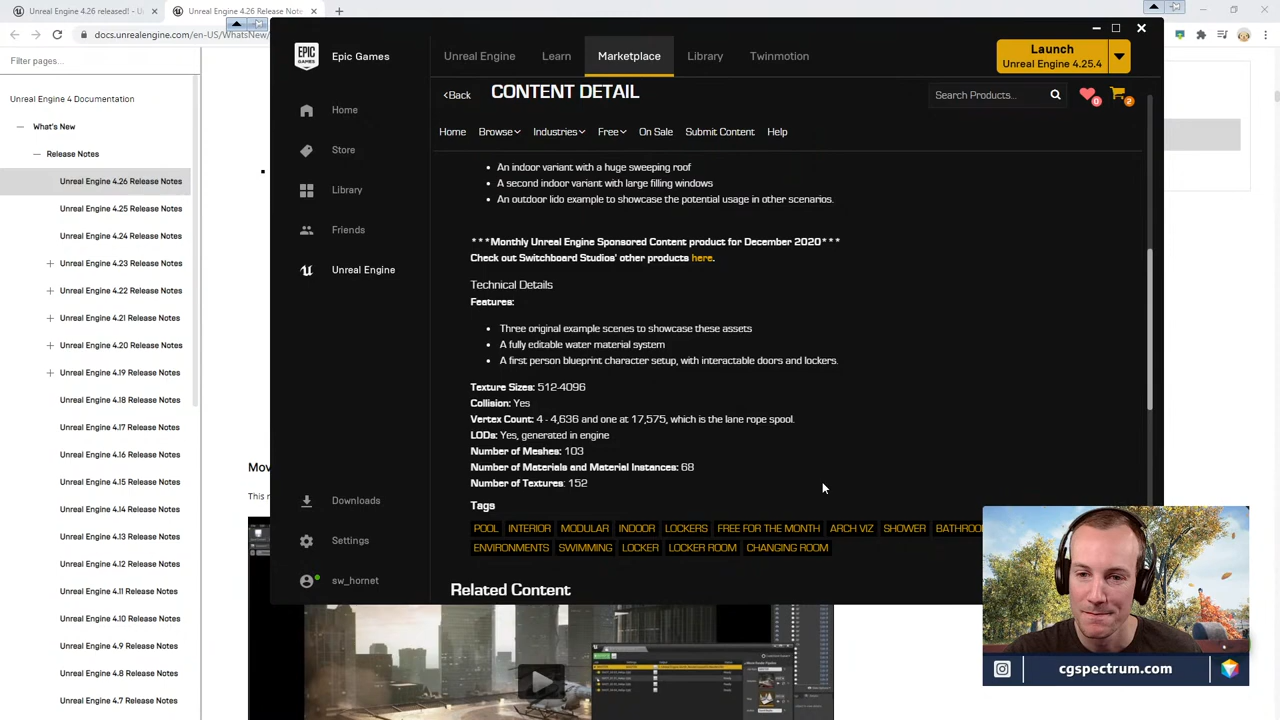 Unreal Engine 4.26 released! -
Unreal Engine 4.26 Release Note
docs.unrealengine.com/en-US/WhatsNew/
Filter pages...
Unreal Engine 4 Documentation
What's New
Release Notes
Unreal Engine 4.26 Release Notes
Unreal Engine 4.25 Release Notes
Unreal Engine 4.24 Release Notes
Unreal Engine 4.23 Release Notes
Unreal Engine 4.22 Release Notes
Unreal Engine 4.21 Release Notes
Unreal Engine 4.20 Release Notes
Unreal Engine 4.19 Release Notes
Unreal Engine 4.18 Release Notes
Unreal Engine 4.17 Release Notes
Unreal Engine 4.16 Release Notes
Unreal Engine 4.15 Release Notes
Unreal Engine 4.14 Release Notes
Unreal Engine 4.13 Release Notes
Unreal Engine 4.12 Release Notes
Unreal Engine 4.11 Release Notes
Unreal Engine 4.10 Release Notes
Unreal Engine 4.9 Release Notes
Unreal Engine 4.8 Release Notes
Unreal Engine 4.7 Release Notes
Mov
This r
EPIC GAMES
Epic Games
Home
Store
Library
Friends
Unreal Engine
Downloads
Settings
sw_hornet
Unreal Engine Learn Marketplace Library Twinmotion
Launch
Unreal Engine 4.25.4
Back CONTENT DETAIL
Search Products...
0
2
Home Browse Industries Free On Sale Submit Content Help
An indoor variant with a huge sweeping roof
A second indoor variant with large filling windows
An outdoor lido example to showcase the potential usage in other scenarios.
***Monthly Unreal Engine Sponsored Content product for December 2020***
Check out Switchboard Studios' other products here.
Technical Details
Features:
Three original example scenes to showcase these assets
A fully editable water material system
A first person blueprint character setup, with interactable doors and lockers.
Texture Sizes: 512-4096
Collision: Yes
Vertex Count: 4 - 4,636 and one at 17,575, which is the lane rope spool.
LODs: Yes, generated in engine
Number of Meshes: 103
Number of Materials and Material Instances: 68
Number of Textures: 152
Tags
POOL INTERIOR MODULAR INDOOR LOCKERS FREE FOR THE MONTH ARCH VIZ SHOWER BATHROO
ENVIRONMENTS SWIMMING LOCKER LOCKER ROOM CHANGING ROOM
Related Content
cgspectrum.com